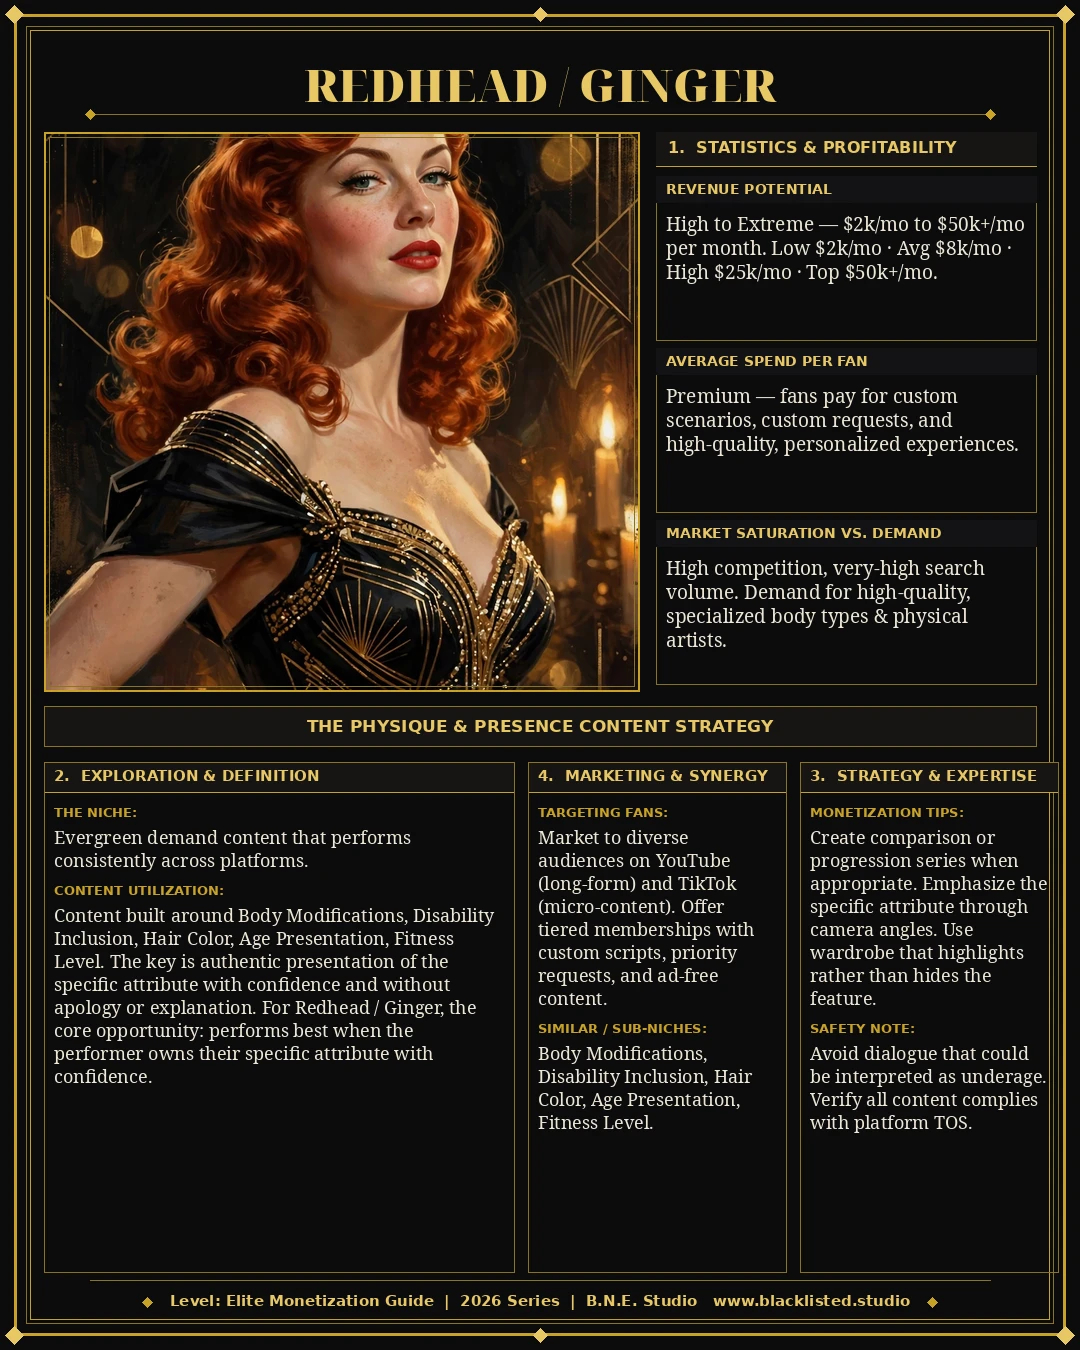 REDHEAD / GINGER
1. STATISTICS & PROFITABILITY
REVENUE POTENTIAL
High to Extreme — $2k/mo to $50k+/mo
per month. Low $2k/mo · Avg $8k/mo ·
High $25k/mo · Top $50k+/mo.
AVERAGE SPEND PER FAN
Premium — fans pay for custom
scenarios, custom requests, and
high-quality, personalized experiences.
MARKET SATURATION VS. DEMAND
High competition, very-high search
volume. Demand for high-quality,
specialized body types & physical
artists.
THE PHYSIQUE & PRESENCE CONTENT STRATEGY
2. EXPLORATION & DEFINITION
THE NICHE:
Evergreen demand content that performs
consistently across platforms.
CONTENT UTILIZATION:
Content built around Body Modifications, Disability
Inclusion, Hair Color, Age Presentation, Fitness
Level. The key is authentic presentation of the
specific attribute with confidence and without
apology or explanation. For Redhead / Ginger, the
core opportunity: performs best when the
performer owns their specific attribute with
confidence.
4. MARKETING & SYNERGY
TARGETING FANS:
Market to diverse
audiences on YouTube
(long-form) and TikTok
(micro-content). Offer
tiered memberships with
custom scripts, priority
requests, and ad-free
content.
SIMILAR / SUB-NICHES:
Body Modifications,
Disability Inclusion, Hair
Color, Age Presentation,
Fitness Level.
3. STRATEGY & EXPERTISE
MONETIZATION TIPS:
Create comparison or
progression series when
appropriate. Emphasize the
specific attribute through
camera angles. Use
wardrobe that highlights
rather than hides the
feature.
SAFETY NOTE:
Avoid dialogue that could
be interpreted as underage.
Verify all content complies
with platform TOS.
Level: Elite Monetization Guide | 2026 Series | B.N.E. Studio www.blacklisted.studio